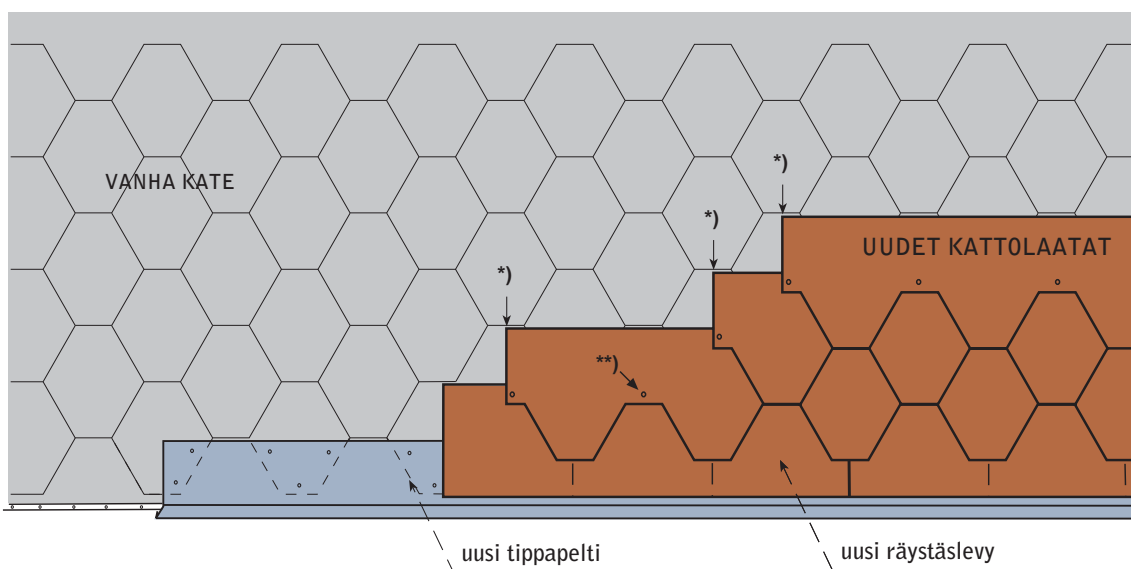 *)
VANHA KATE
*)
UUDET KATTOLAATAT
*)
**)
uusi tippapelti
uusi räystäslevy